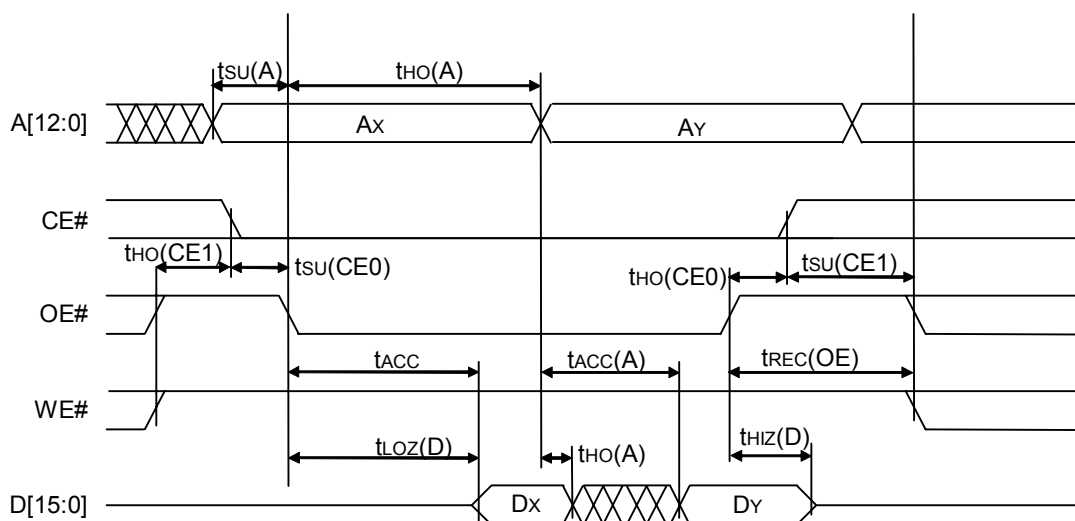 tSU(A) tHO(A)
A[12:0] AX AY
CE#
tHO(CE1) tSU(CE0) tHO(CE0) tSU(CE1)
OE#
tACC tACC(A) tREC(OE)
WE#
tLOZ(D) tHO(A) tHIZ(D)
D[15:0] DX DY